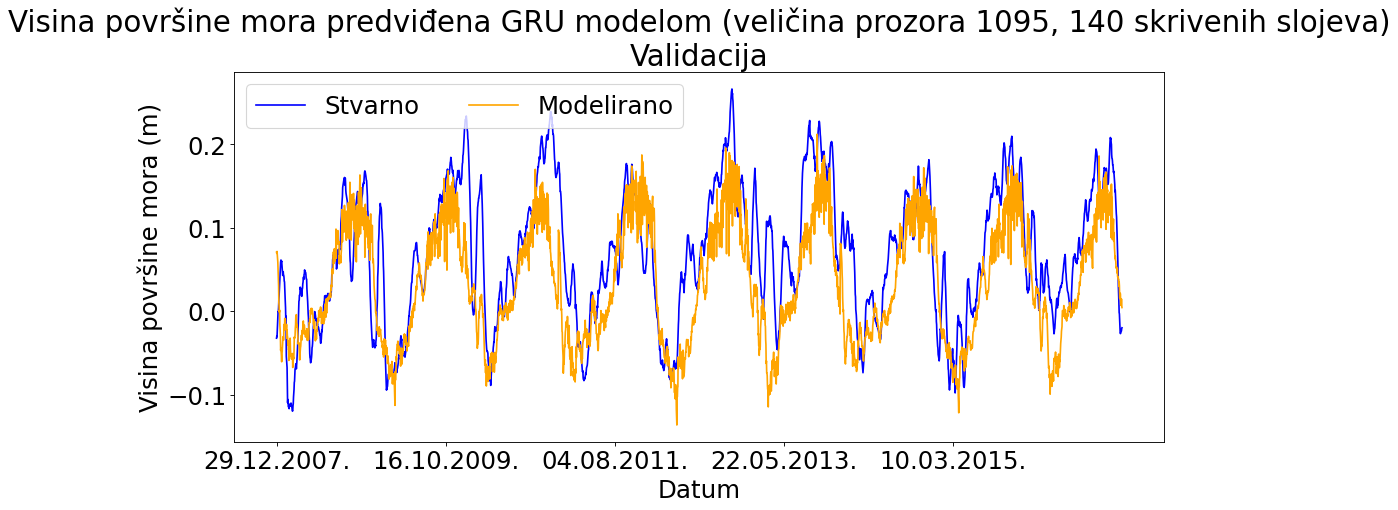 Visina površine mora predviđena GRU modelom (veličina prozora 1095, 140 skrivenih slojeva)
Validacija
Stvarno
Modelirano
Visina površine mora (m)
0.2
0.1
0.0
−0.1
29.12.2007.
16.10.2009.
04.08.2011.
22.05.2013.
10.03.2015.
Datum